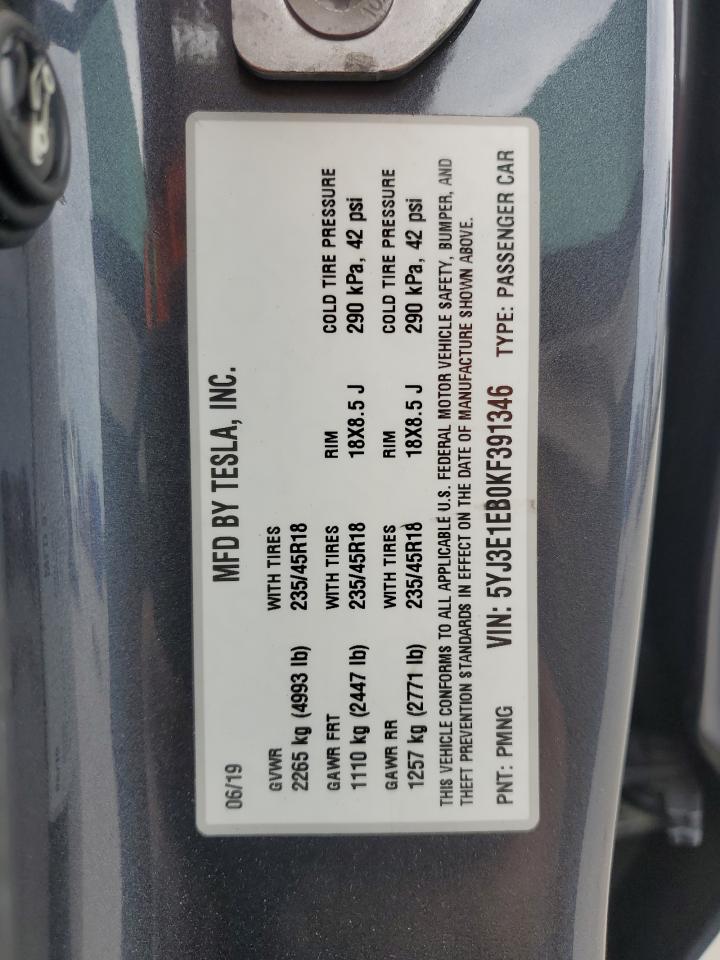 06/19 MFD BY TESLA, INC.
GVWR WITH TIRES
2265 kg (4993 lb) 235/45R18
GAWR FRT WITH TIRES RIM COLD TIRE PRESSURE
1110 kg (2447 lb) 235/45R18 18X8.5 J 290 kPa, 42 psi
GAWR RR WITH TIRES RIM COLD TIRE PRESSURE
1257 kg (2771 lb) 235/45R18 18X8.5 J 290 kPa, 42 psi
THIS VEHICLE CONFORMS TO ALL APPLICABLE U.S. FEDERAL MOTOR VEHICLE SAFETY, BUMPER, AND
THEFT PREVENTION STANDARDS IN EFFECT ON THE DATE OF MANUFACTURE SHOWN ABOVE.
PNT: PMNG VIN: 5YJ3E1EB0KF391346 TYPE: PASSENGER CAR